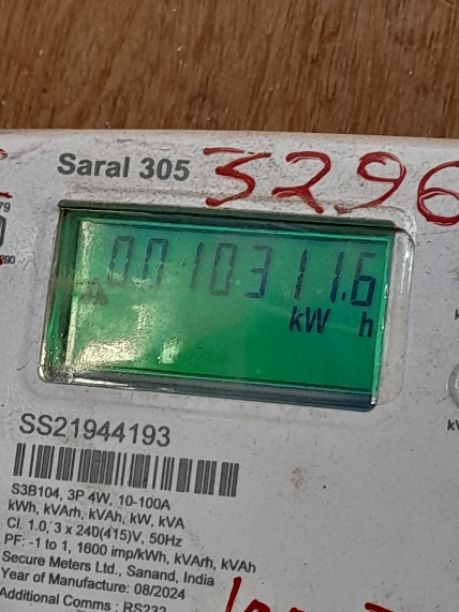 Saral 305 3296
79
290
0010311.6
kW h
SS21944193
S3B104, 3P 4W, 10-100A
kWh, kVArh, kVAh, kW, kVA
Cl. 1.0, 3 x 240(415)V, 50Hz
PF: -1 to 1, 1600 imp/kWh, kVArh, kVAh
Secure Meters Ltd., Sanand, India
Year of Manufacture: 08/2024
Additional Comms : RS232